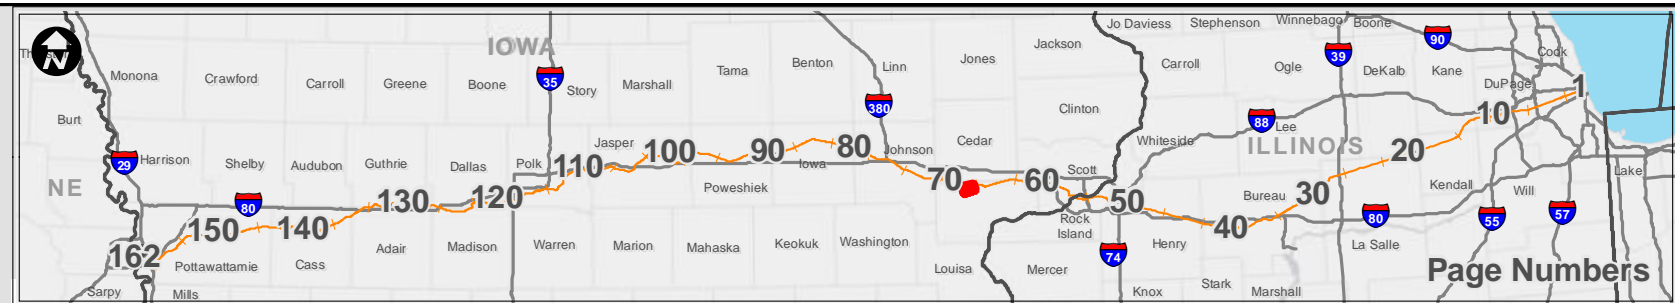 N
IOWA
ILLINOIS
NE
Monona
Crawford
Carroll
Greene
Boone
Story
Marshall
Tama
Benton
Linn
Jones
Jackson
Jo Daviess
Stephenson
Winnebago
Boone
Carroll
Ogle
DeKalb
Kane
DuPage
Cook
Burt
Harrison
Shelby
Audubon
Guthrie
Dallas
Polk
Jasper
Poweshiek
Iowa
Johnson
Cedar
Clinton
Scott
Whiteside
Lee
Bureau
Kendall
Will
Lake
Sarpy
Mills
Pottawattamie
Cass
Adair
Madison
Warren
Marion
Mahaska
Keokuk
Washington
Louisa
Mercer
Rock
Island
Henry
Knox
Stark
Marshall
La Salle
29
80
35
380
74
88
39
90
80
55
57
162
150
140
130
120
110
100
90
80
70
60
50
40
30
20
10
1
Page Numbers